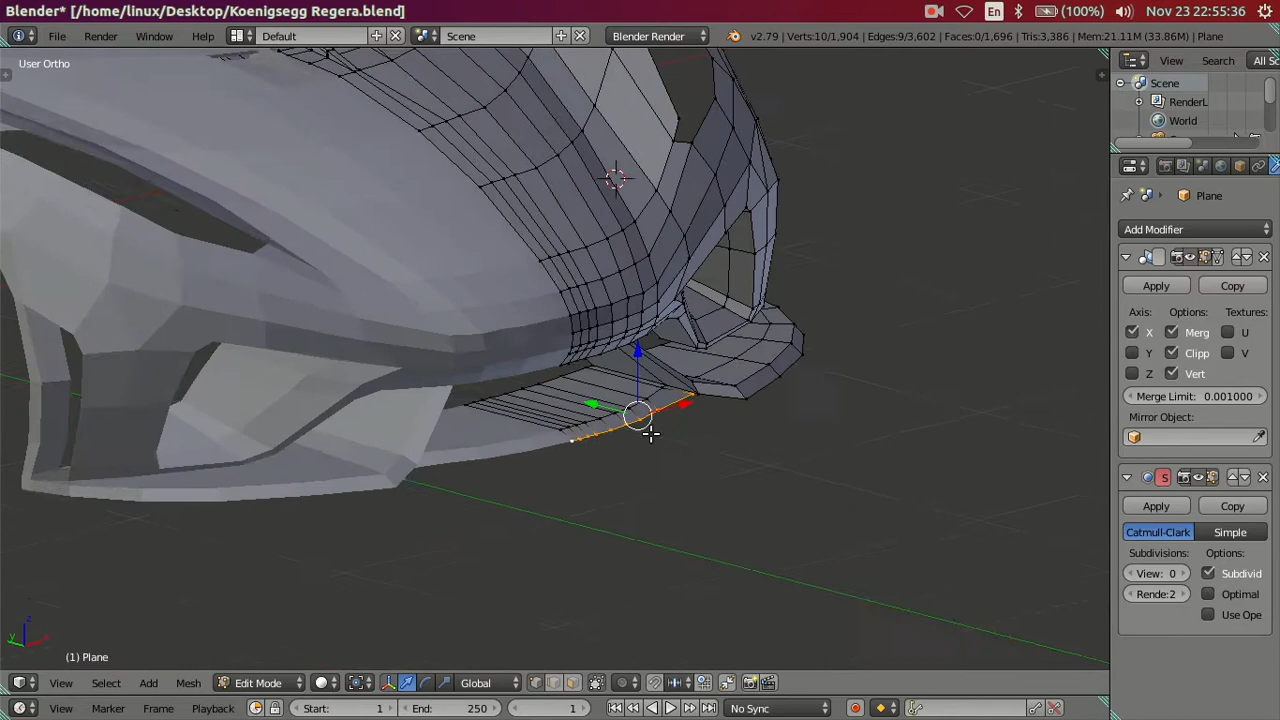 Blender* [/home/linux/Desktop/Koenigsegg Regera.blend] En (100%) Nov 23 22:55:36
File Render Window Help Default Scene Blender Render v2.79 | Verts:10/1,904 | Edges:9/3,602 | Faces:0/1,696 | Tris:3,386 | Mem:21.11M (33.86M) | Plane View Search All Sc
User Ortho
Scene
RenderL
World
Plane
Add Modifier
Apply Copy
Axis: Options: Textures:
X Merg U
Y Clipp V
Z Vert
Merge Limit: 0.001000
Mirror Object:
S
Apply Copy
Catmull-Clark Simple
Subdivisions: Options:
View: 0 Subdivid
Rende:2 Optimal
Use Ope
z
y x
(1) Plane
View Select Add Mesh Edit Mode Global
View Marker Frame Playback Start: 1 End: 250 1 No Sync